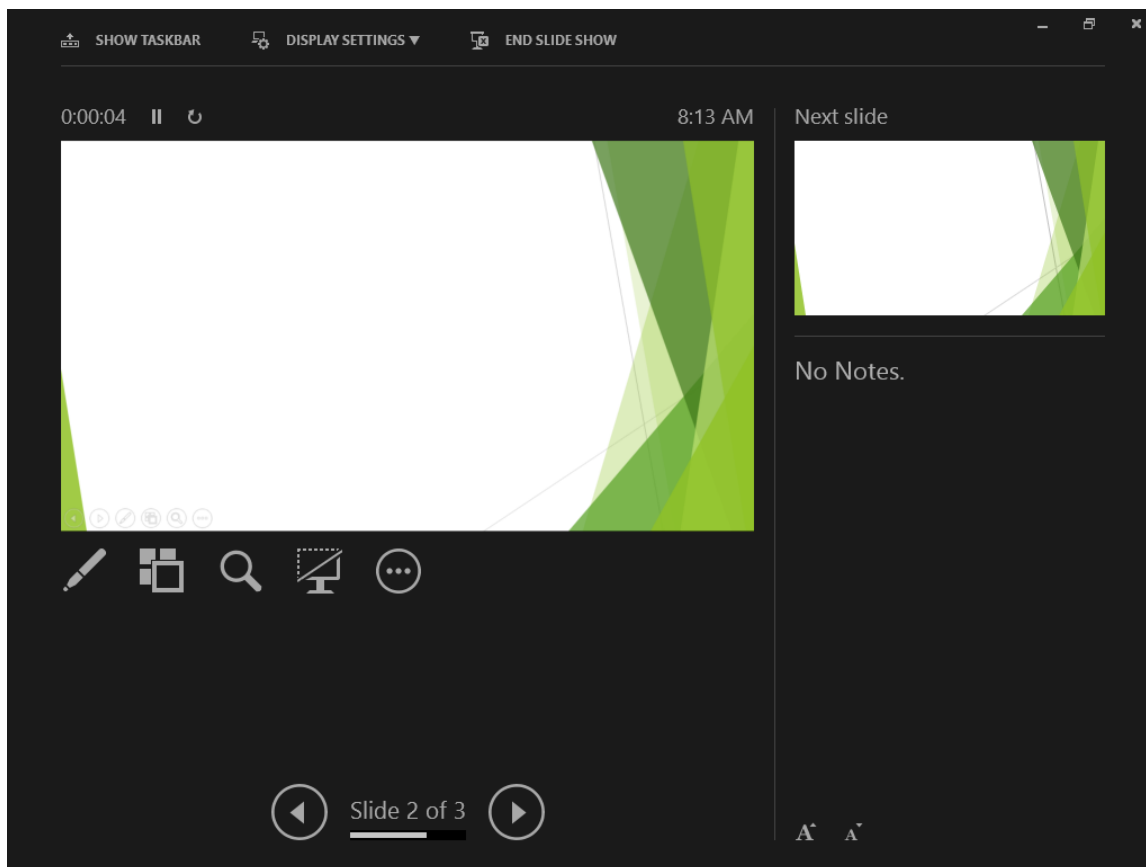 SHOW TASKBAR
DISPLAY SETTINGS ▼
END SLIDE SHOW
0:00:04
8:13 AM
Next slide
No Notes.
Slide 2 of 3
A
A